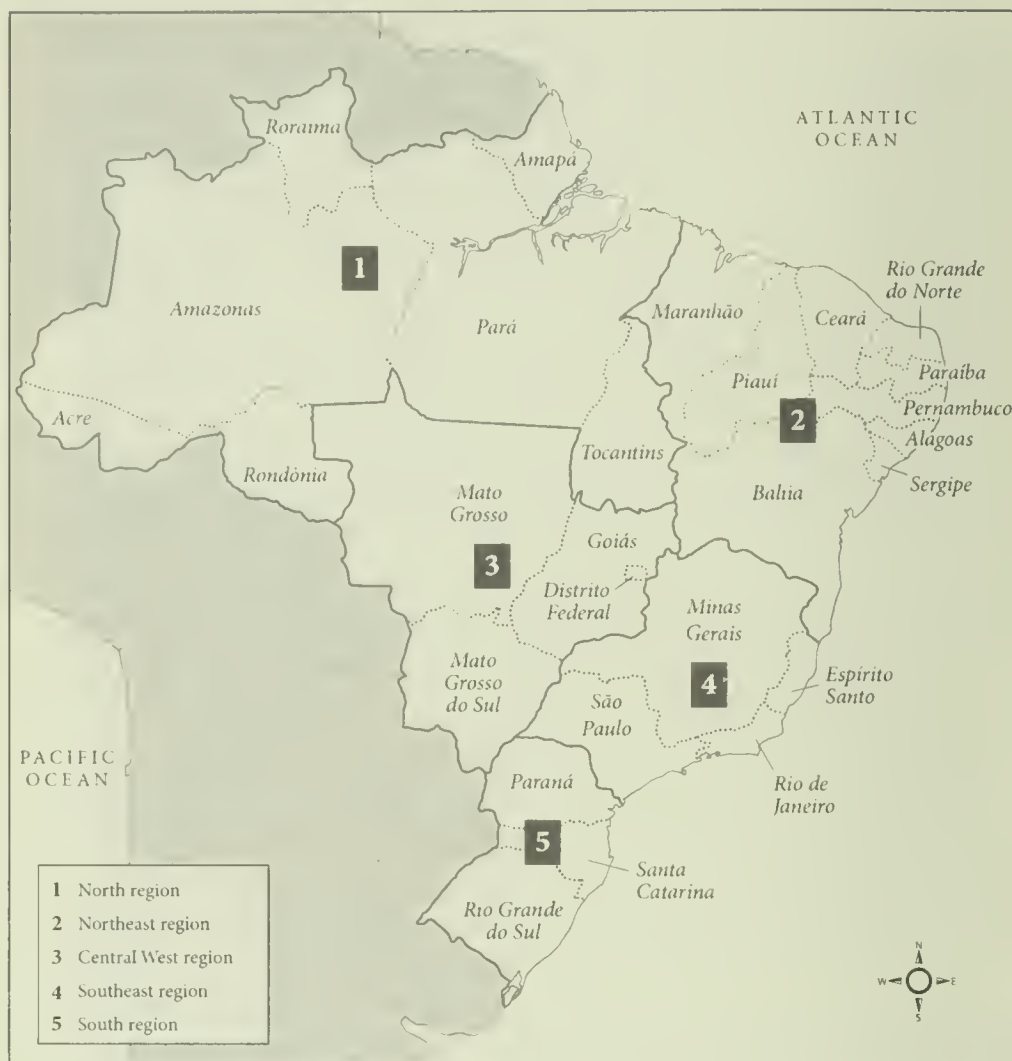 ATLANTIC
OCEAN
Roraima
Amapá
1
Amazonas
Pará
Maranhão
Ceará
Rio Grande
do Norte
Paraíba
Piauí
2
Pernambuco
Alagoas
Sergipe
Acre
Rondônia
Tocantins
Bahia
Mato
Grosso
3
Goiás
Distrito
Federal
Minas
Gerais
4
Espírito
Santo
Mato
Grosso
do Sul
São
Paulo
Rio de
Janeiro
PACIFIC
OCEAN
Paraná
5
Santa
Catarina
Rio Grande
do Sul
1 North region
2 Northeast region
3 Central West region
4 Southeast region
5 South region
N
W E
S